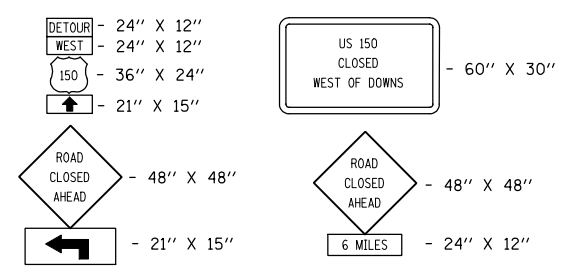 DETOUR - 24'' X 12''
WEST - 24'' X 12''
150 - 36'' X 24''
- 21'' X 15''
US 150
CLOSED
WEST OF DOWNS
- 60'' X 30''
ROAD
CLOSED
AHEAD
- 48'' X 48''
- 21'' X 15''
ROAD
CLOSED
AHEAD
- 48'' X 48''
6 MILES - 24'' X 12''